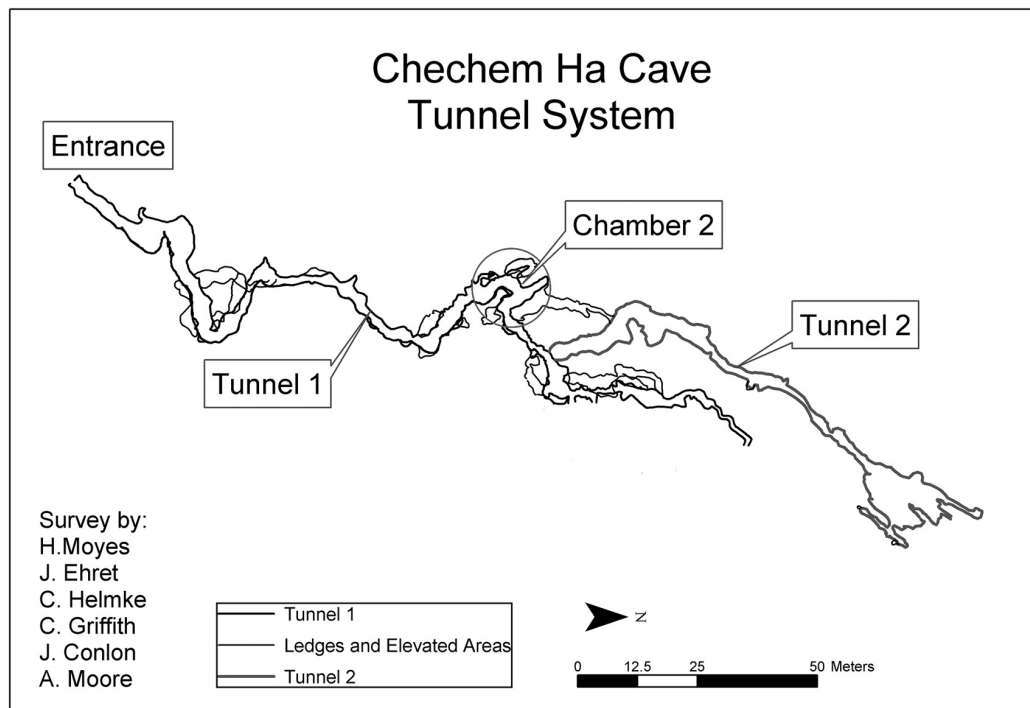 Chechem Ha Cave
Tunnel System
Entrance
Chamber 2
Tunnel 2
Tunnel 1
Survey by:
H.Moyes
J. Ehret
C. Helmke
C. Griffith
J. Conlon
A. Moore
Tunnel 1
Ledges and Elevated Areas
Tunnel 2
N
0 12.5 25 50 Meters